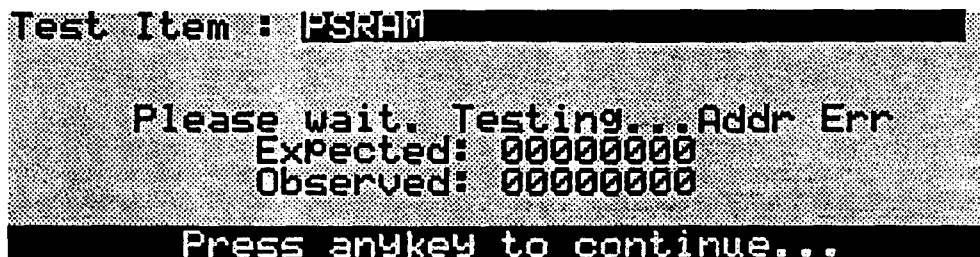 Test Item : PSRAM
Please wait. Testing...Addr Err
Expected: 00000000
Observed: 00000000
Press anykey to continue...